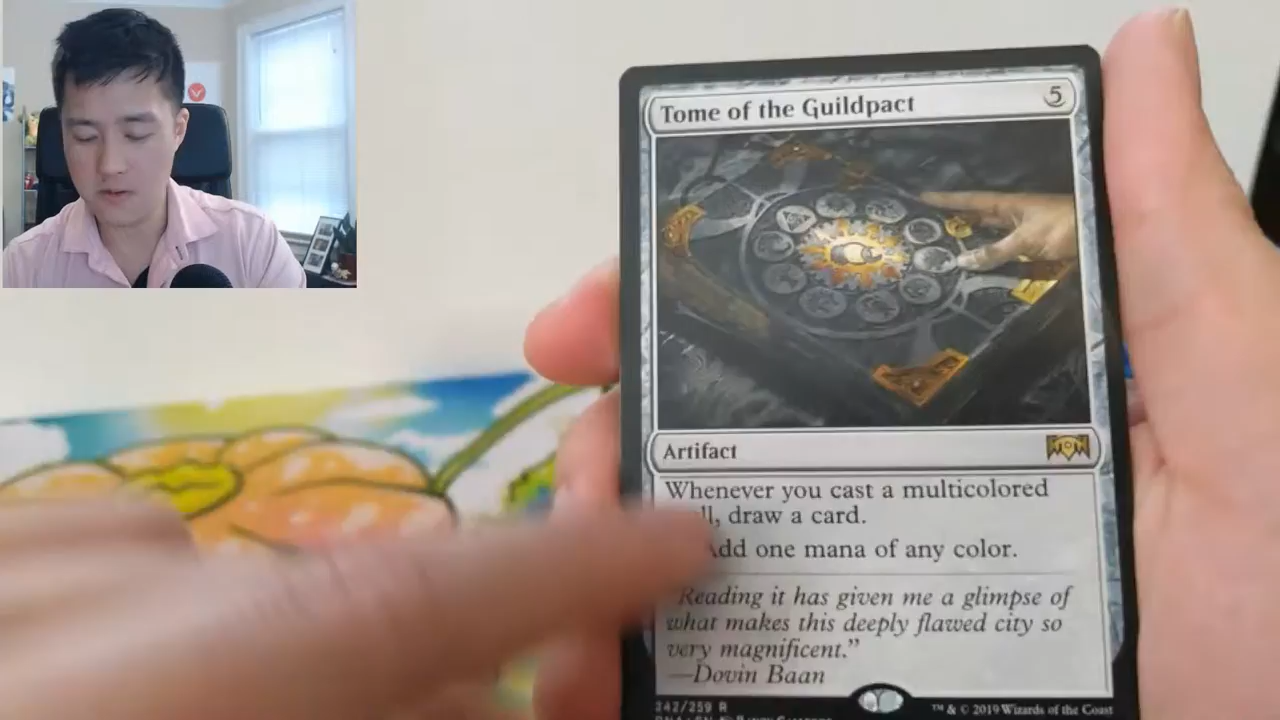 Tome of the Guildpact 5
Artifact
Whenever you cast a multicolored
draw a card.
Add one mana of any color.
"Reading it has given me a glimpse of
what makes this deeply flawed city so
very magnificent."
—Dovin Baan
242/259 R
™ & © 2019 Wizards of the Coast